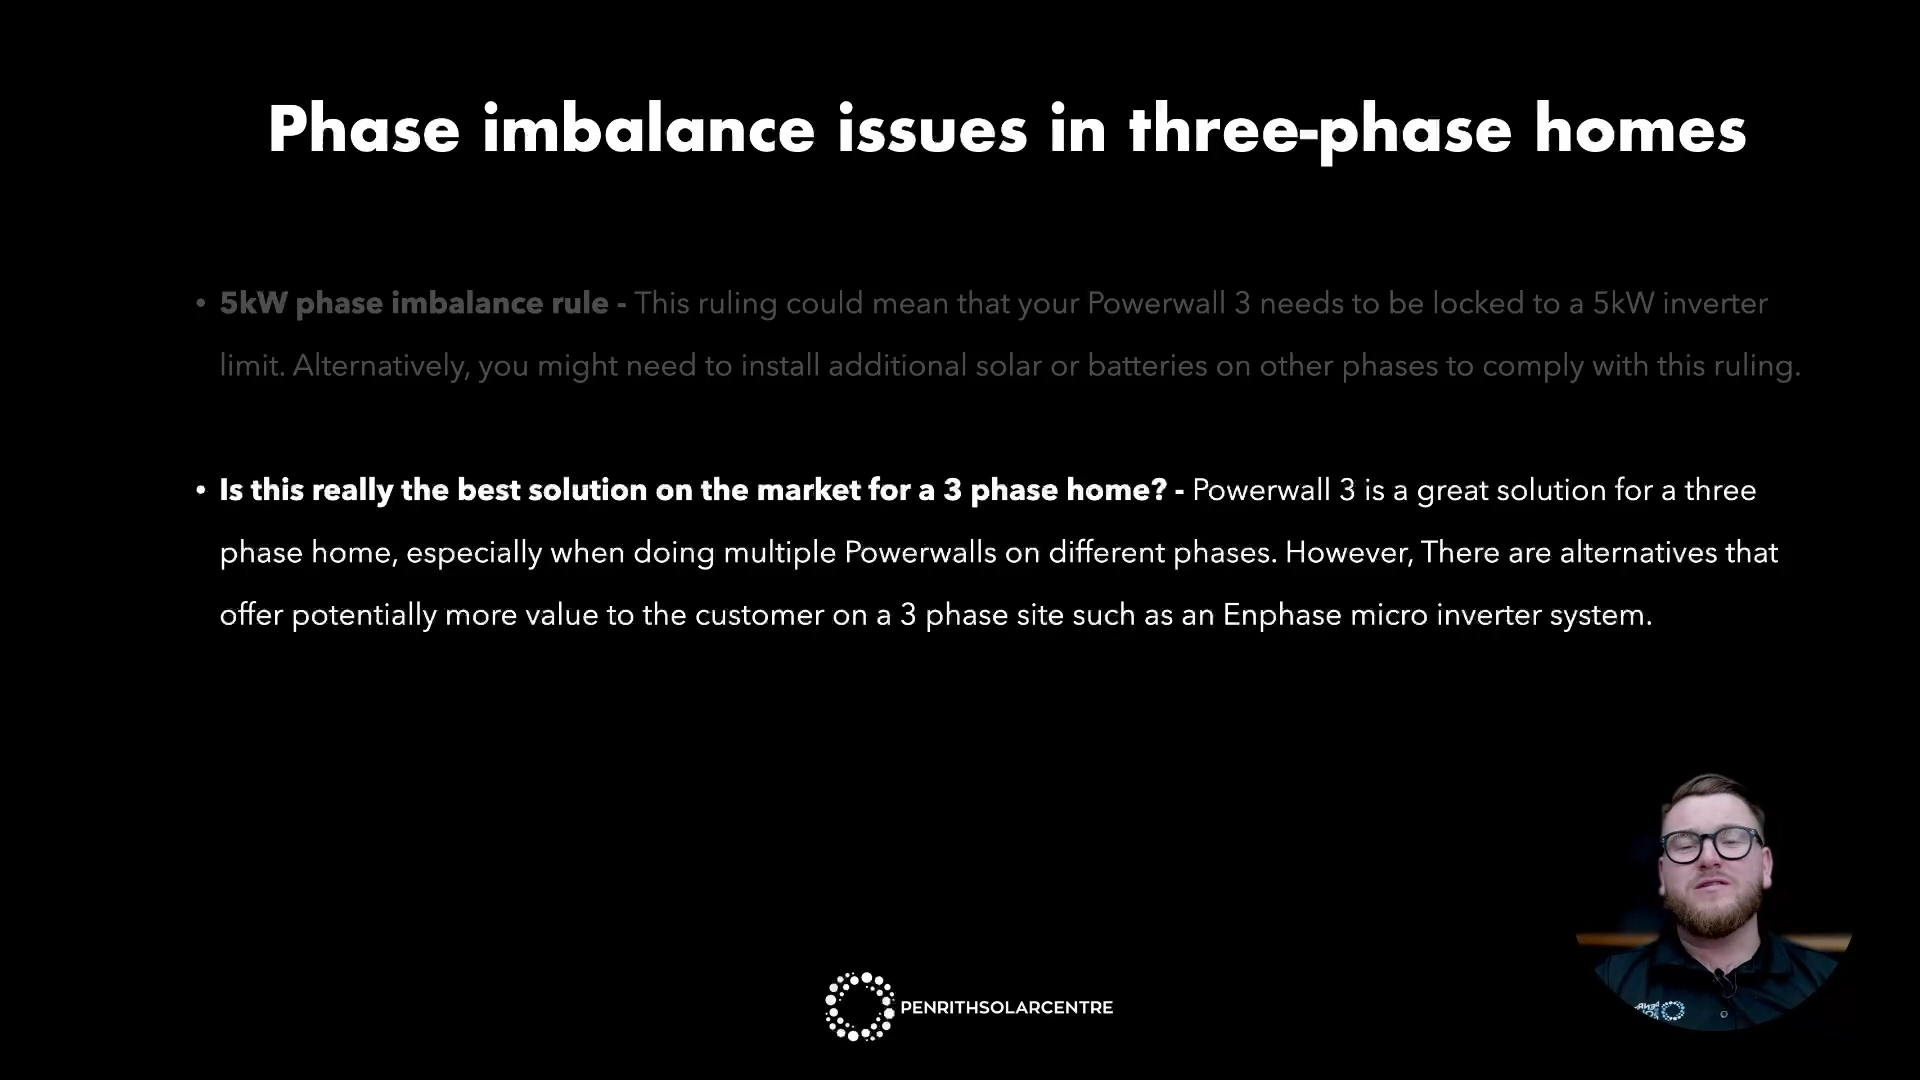 Phase imbalance issues in three-phase homes
• 5kW phase imbalance rule - This ruling could mean that your Powerwall 3 needs to be locked to a 5kW inverter
limit. Alternatively, you might need to install additional solar or batteries on other phases to comply with this ruling.
• Is this really the best solution on the market for a 3 phase home? - Powerwall 3 is a great solution for a three
phase home, especially when doing multiple Powerwalls on different phases. However, There are alternatives that
offer potentially more value to the customer on a 3 phase site such as an Enphase micro inverter system.
PENRITHSOLARCENTRE